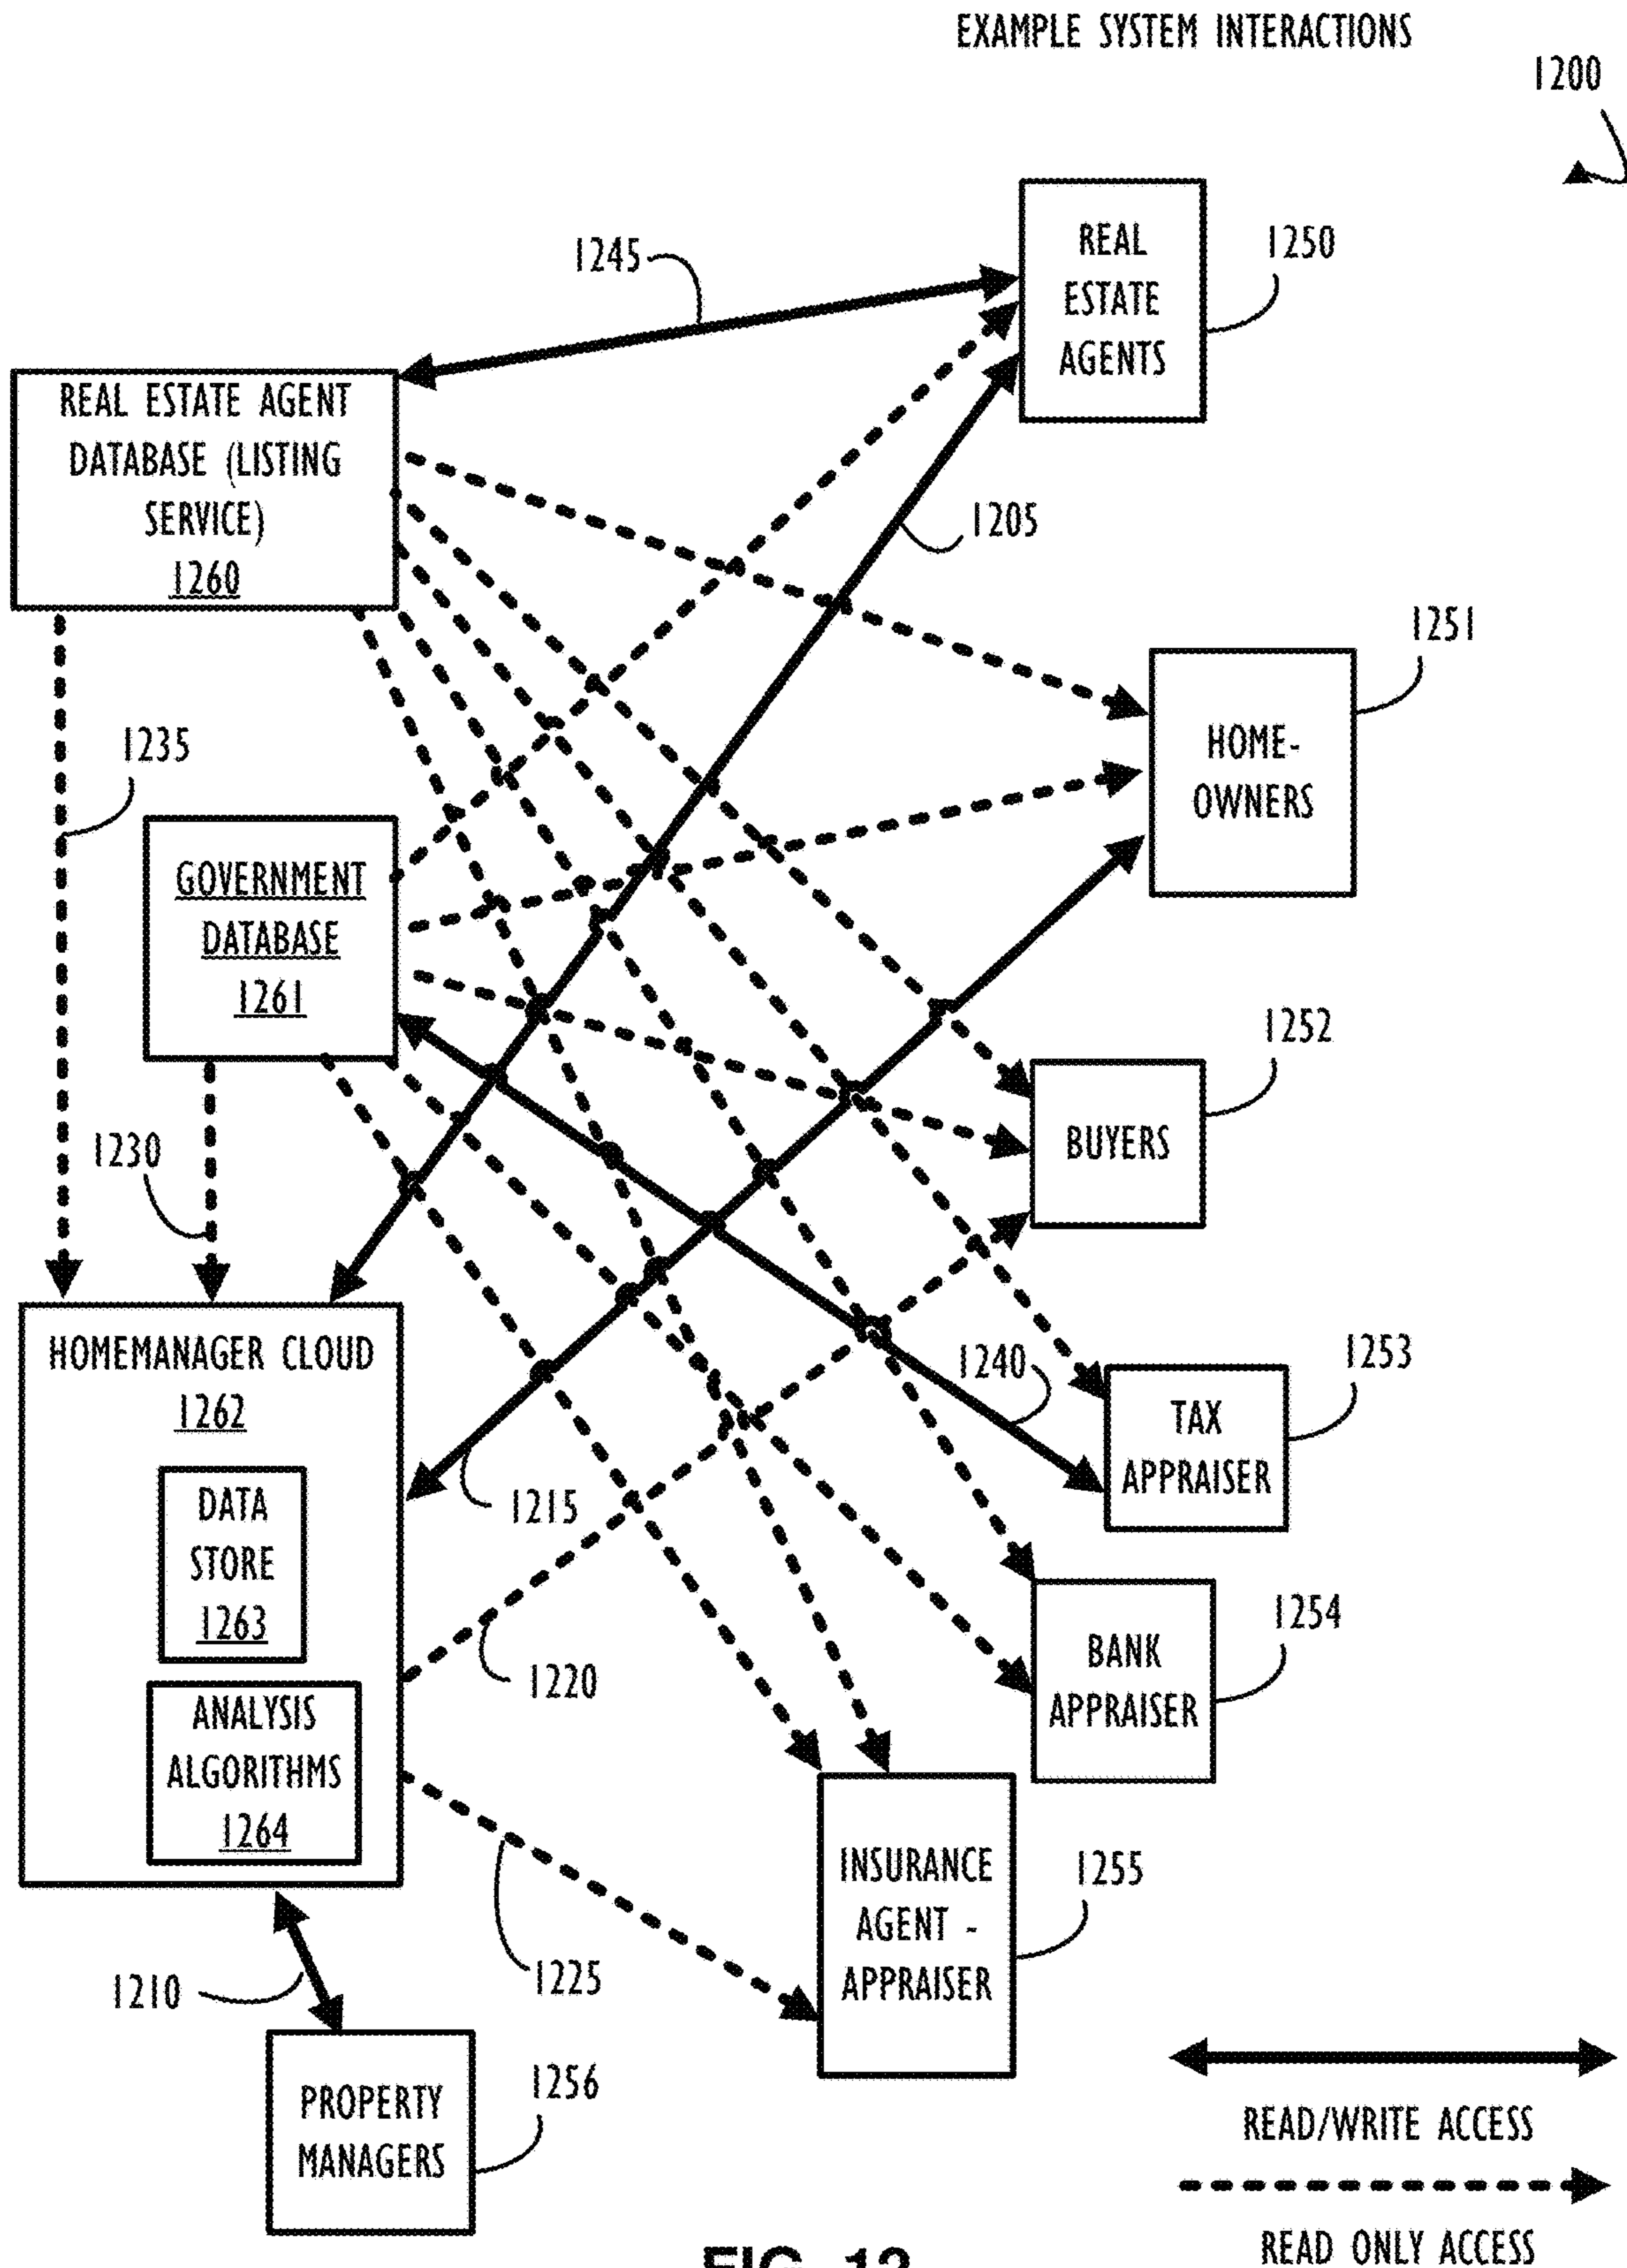 EXAMPLE SYSTEM INTERACTIONS
1200
REAL
ESTATE
AGENTS
1250
1245
REAL ESTATE AGENT
DATABASE (LISTING
SERVICE)
1260
1205
1251
HOME-
OWNERS
1235
GOVERNMENT
DATABASE
1261
1252
BUYERS
1230
HOMEMANAGER CLOUD
1262
1240
1253
TAX
APPRAISER
DATA
STORE
1263
1215
1254
BANK
APPRAISER
1220
ANALYSIS
ALGORITHMS
1264
INSURANCE
AGENT -
APPRAISER
1255
1225
1210
PROPERTY
MANAGERS
1256
READ/WRITE ACCESS
READ ONLY ACCESS
FIG. 12